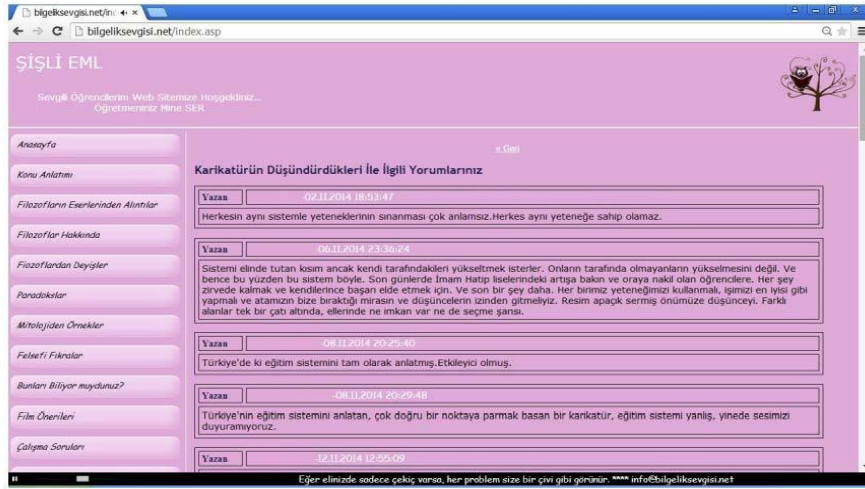 bilgeliksevgisi.net/in
bilgeliksevgisi.net/index.asp
ŞİŞLİ EML
Sevgili Öğrencilerim Web Sitemize Hoşgeldiniz...
Öğretmeniniz Mine SER
« Geri
Anasayfa
Konu Anlatımı
Filozofların Eserlerinden Alıntılar
Filozoflar Hakkında
Fiozoflardan Deyişler
Paradokslar
Mitolojiden Örnekler
Felsefi Fıkralar
Bunları Biliyor muydunuz?
Film Önerileri
Çalışma Soruları
Karikatürün Düşündürdükleri İle İlgili Yorumlarınız
Yazan -02.11.2014 18:53:47
Herkesin aynı sistemle yeteneklerinin sınanması çok anlamsız.Herkes aynı yeteneğe sahip olamaz.
Yazan -06.11.2014 23:36:24
Sistemi elinde tutan kısım ancak kendi tarafındakileri yükseltmek isterler. Onların tarafında olmayanların yükselmesini değil. Ve
bence bu yüzden bu sistem böyle. Son günlerde İmam Hatip liselerindeki artışa bakın ve oraya nakil olan öğrencilere. Her şey
zirvede kalmak ve kendilerince başarı elde etmek için. Ve son bir şey daha. Her birimiz yeteneğimizi kullanmalı, işimizi en iyisi gibi
yapmalı ve atamızın bize bıraktığı mirasın ve düşüncelerin izinden gitmeliyiz. Resim apaçık sermiş önümüze düşünceyi. Farklı
alanlar tek bir çatı altında, ellerinde ne imkan var ne de seçme şansı.
Yazan -08.11.2014 20:25:40
Türkiye'de ki eğitim sistemini tam olarak anlatmış.Etkileyici olmuş.
Yazan -08.11.2014 20:29:48
Türkiye'nin eğitim sistemini anlatan, çok doğru bir noktaya parmak basan bir karikatür, eğitim sistemi yanlış, yinede sesimizi
duyuramıyoruz.
Yazan -12.11.2014 12:55:09
Eğer elinizde sadece çekiç varsa, her problem size bir çivi gibi görünür. **** info@bilgeliksevgisi.net